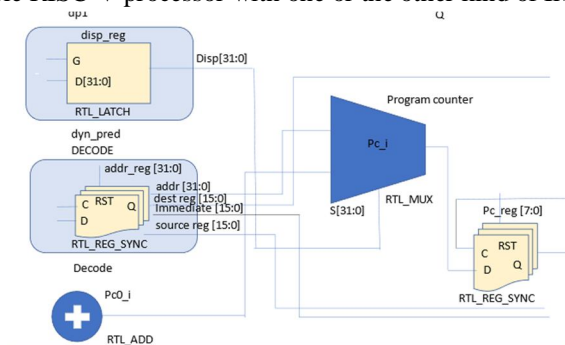 dp1
Q
disp_reg
G
D[31:0]
RTL_LATCH
Disp[31:0]
dyn_pred
DECODE
addr_reg [31:0]
addr [31:0]
dest reg [15:0]
Immediate [15:0]
source reg [15:0]
C
RST
Q
D
RTL_REG_SYNC
Decode
Pc0_i
RTL_ADD
Program counter
Pc_i
S[31:0]
RTL_MUX
Pc_reg [7:0]
RST
C
Q
D
RTL_REG_SYNC